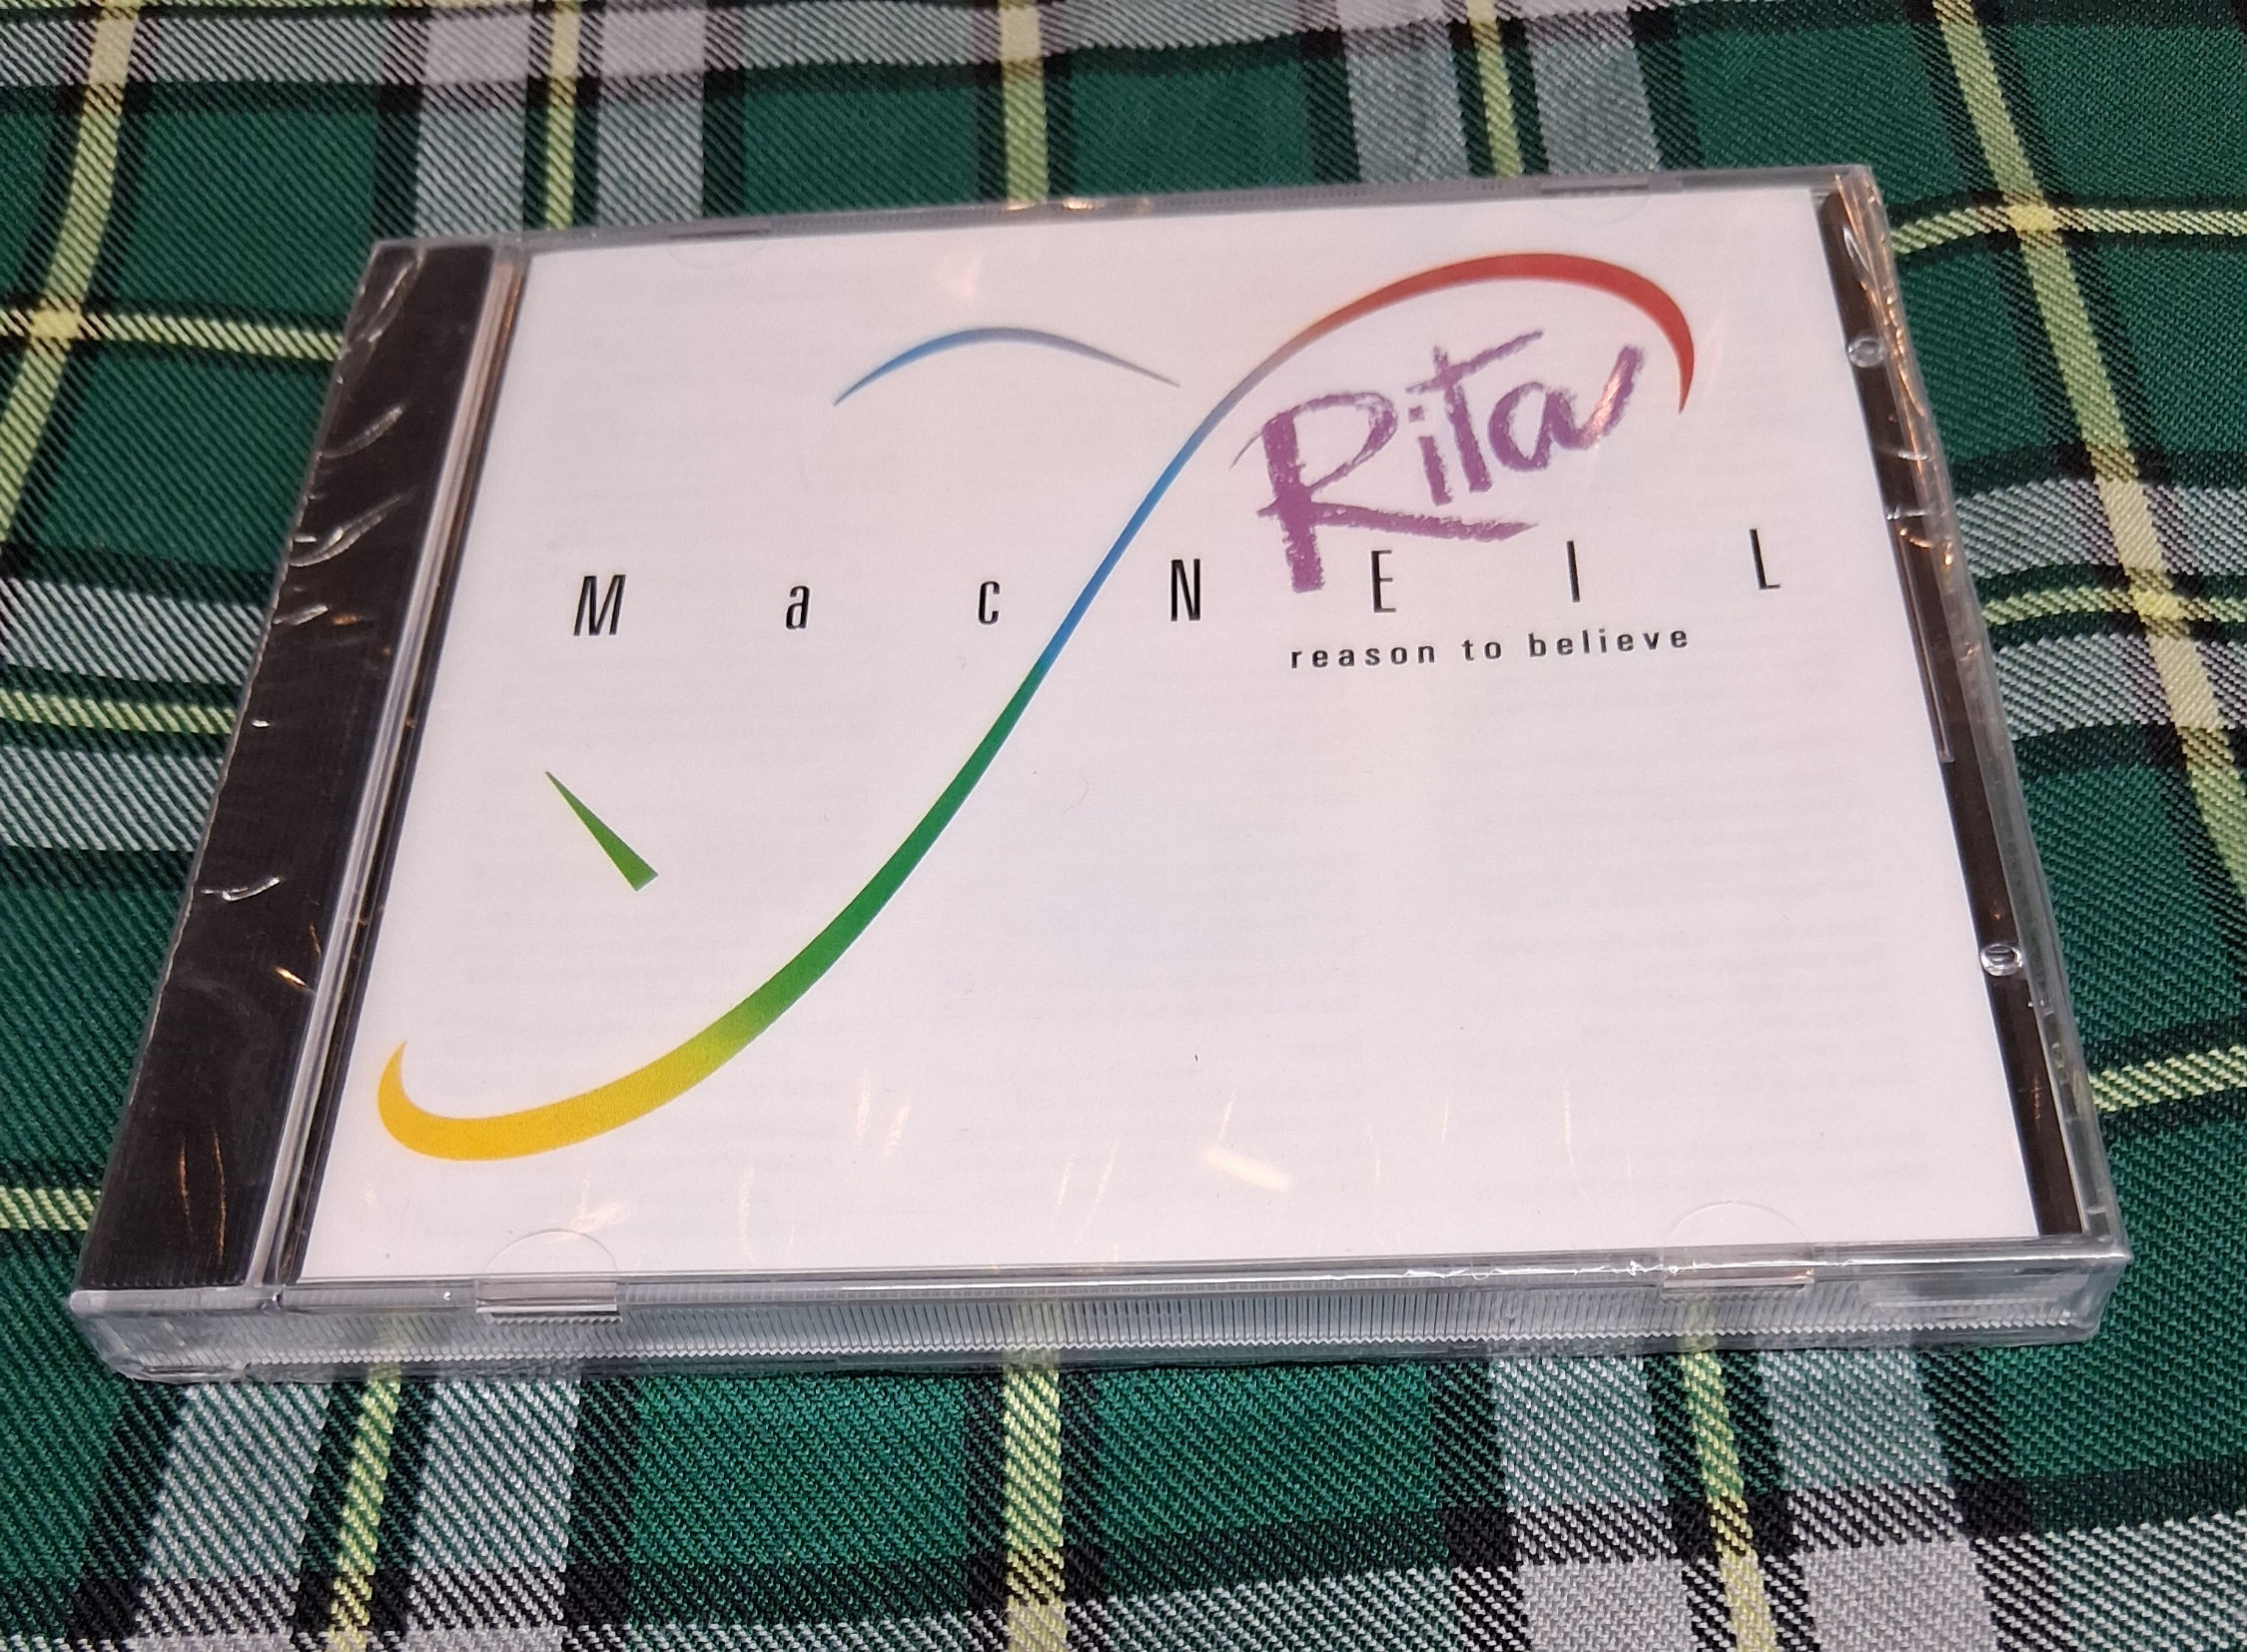 Rita
MacNEIL
reason to believe